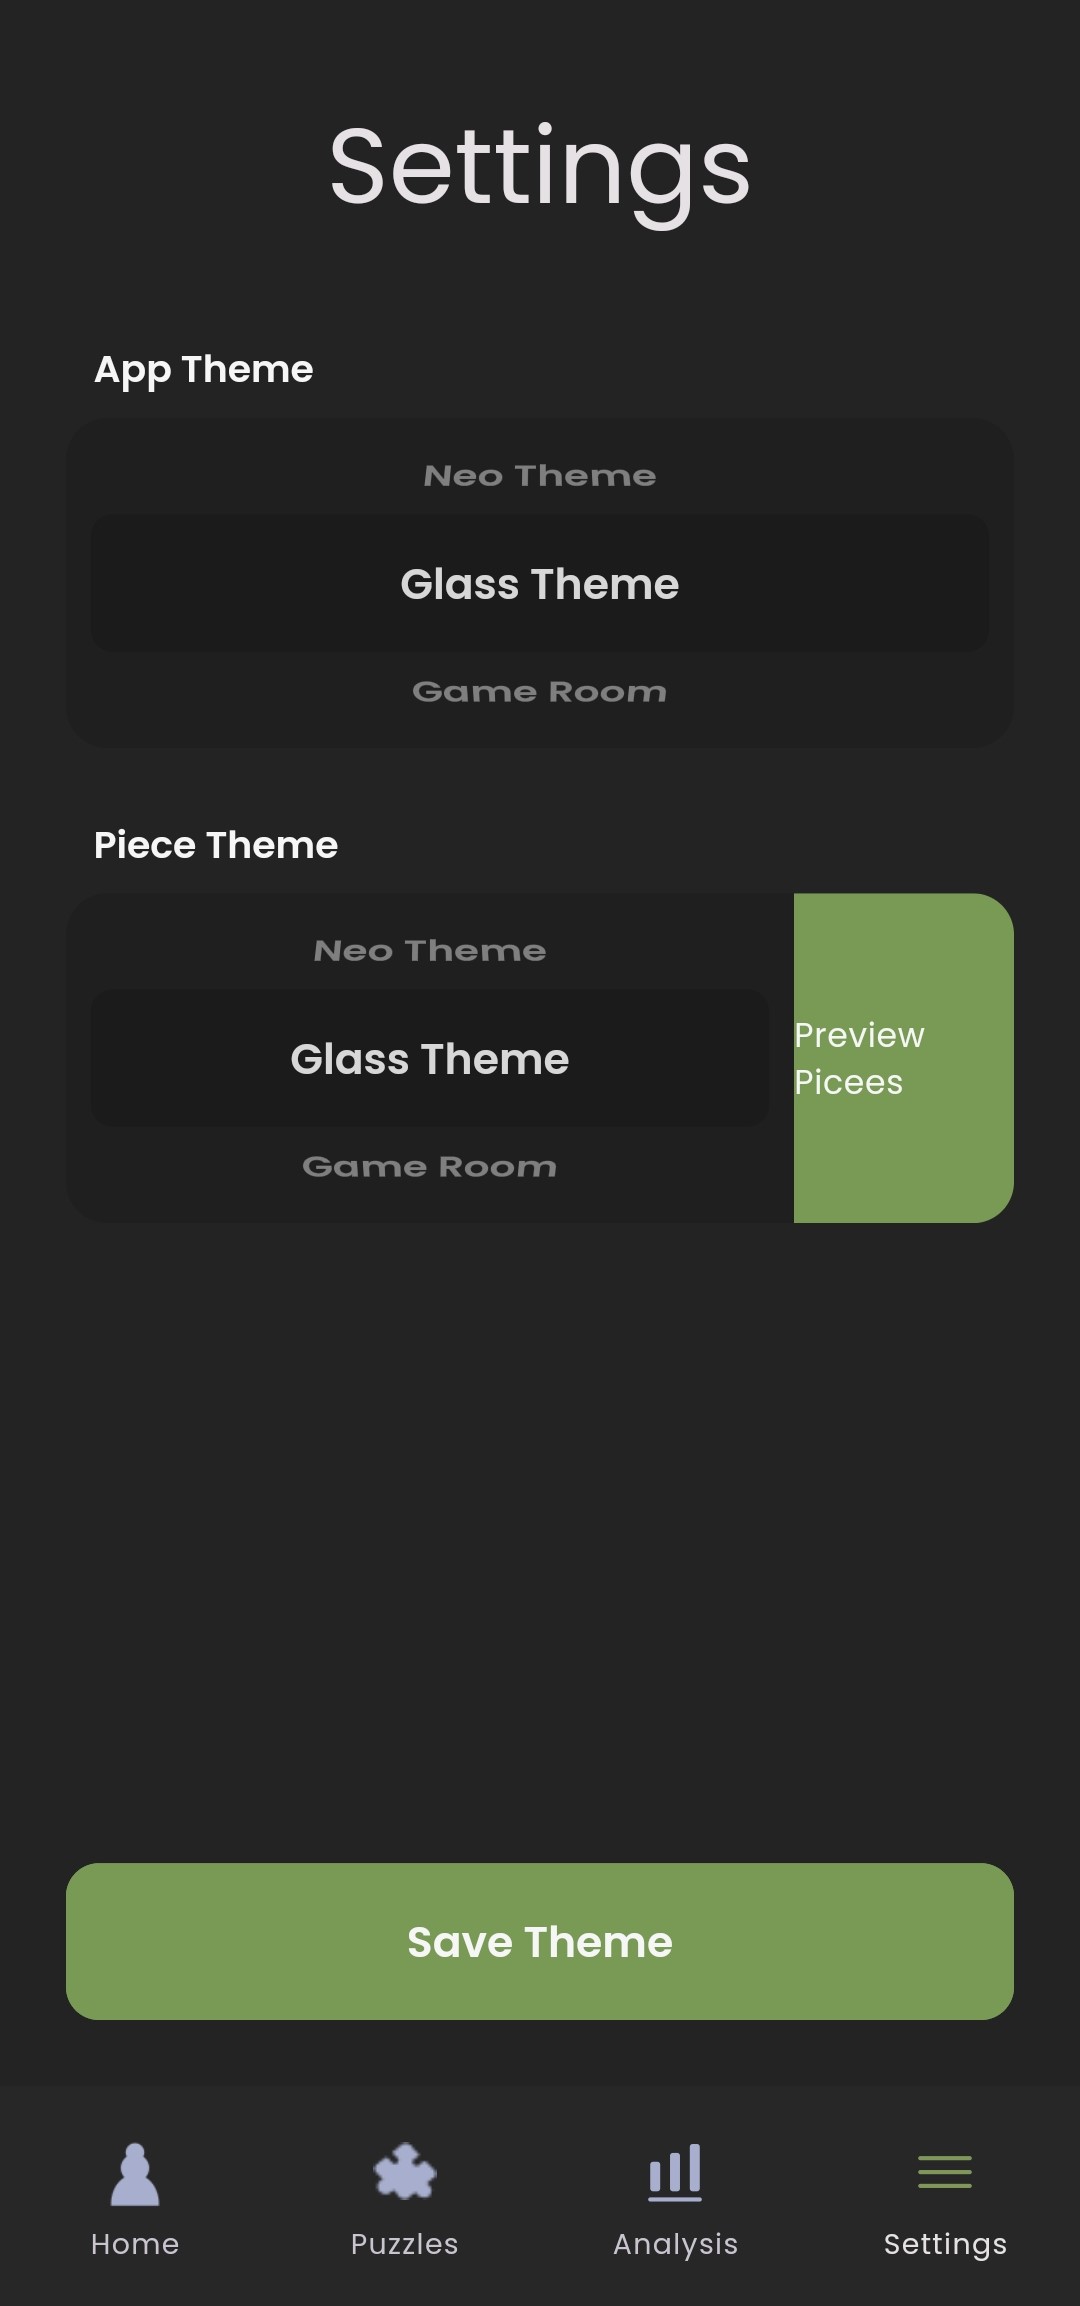 Settings
App Theme
Neo Theme
Glass Theme
Game Room
Piece Theme
Neo Theme
Glass Theme
Game Room
Preview
Picees
Save Theme
Home
Puzzles
Analysis
Settings